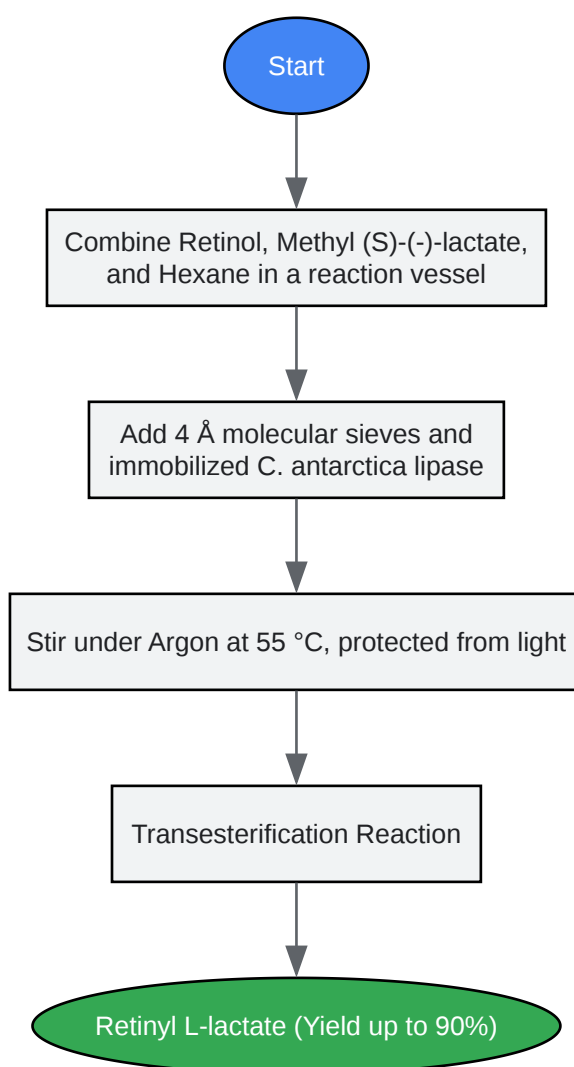 Start
Combine Retinol, Methyl (S)-(-)-lactate,
and Hexane in a reaction vessel
Add 4 Å molecular sieves and
immobilized C. antarctica lipase
Stir under Argon at 55 °C, protected from light
Transesterification Reaction
Retinyl L-lactate (Yield up to 90%)